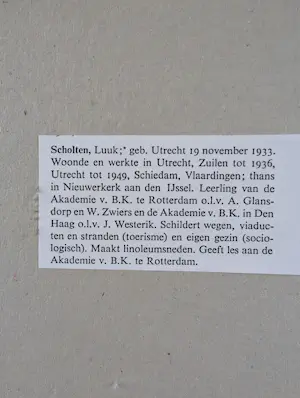 Scholten, Luuk;* geb. Utrecht 19 november 1933.
Woonde en werkte in Utrecht, Zuilen tot 1936,
Utrecht tot 1949, Schiedam, Vlaardingen; thans
in Nieuwerkerk aan den IJssel. Leerling van de
Akademie v. B.K. te Rotterdam o.l.v. A. Glans-
dorp en W. Zwiers en de Akademie v. B.K. in Den
Haag o.l.v. J. Westerik. Schildert wegen, viaduc-
ten en stranden (toerisme) en eigen gezin (socio-
logisch). Maakt linoleumsneden. Geeft les aan de
Akademie v. B.K. te Rotterdam.